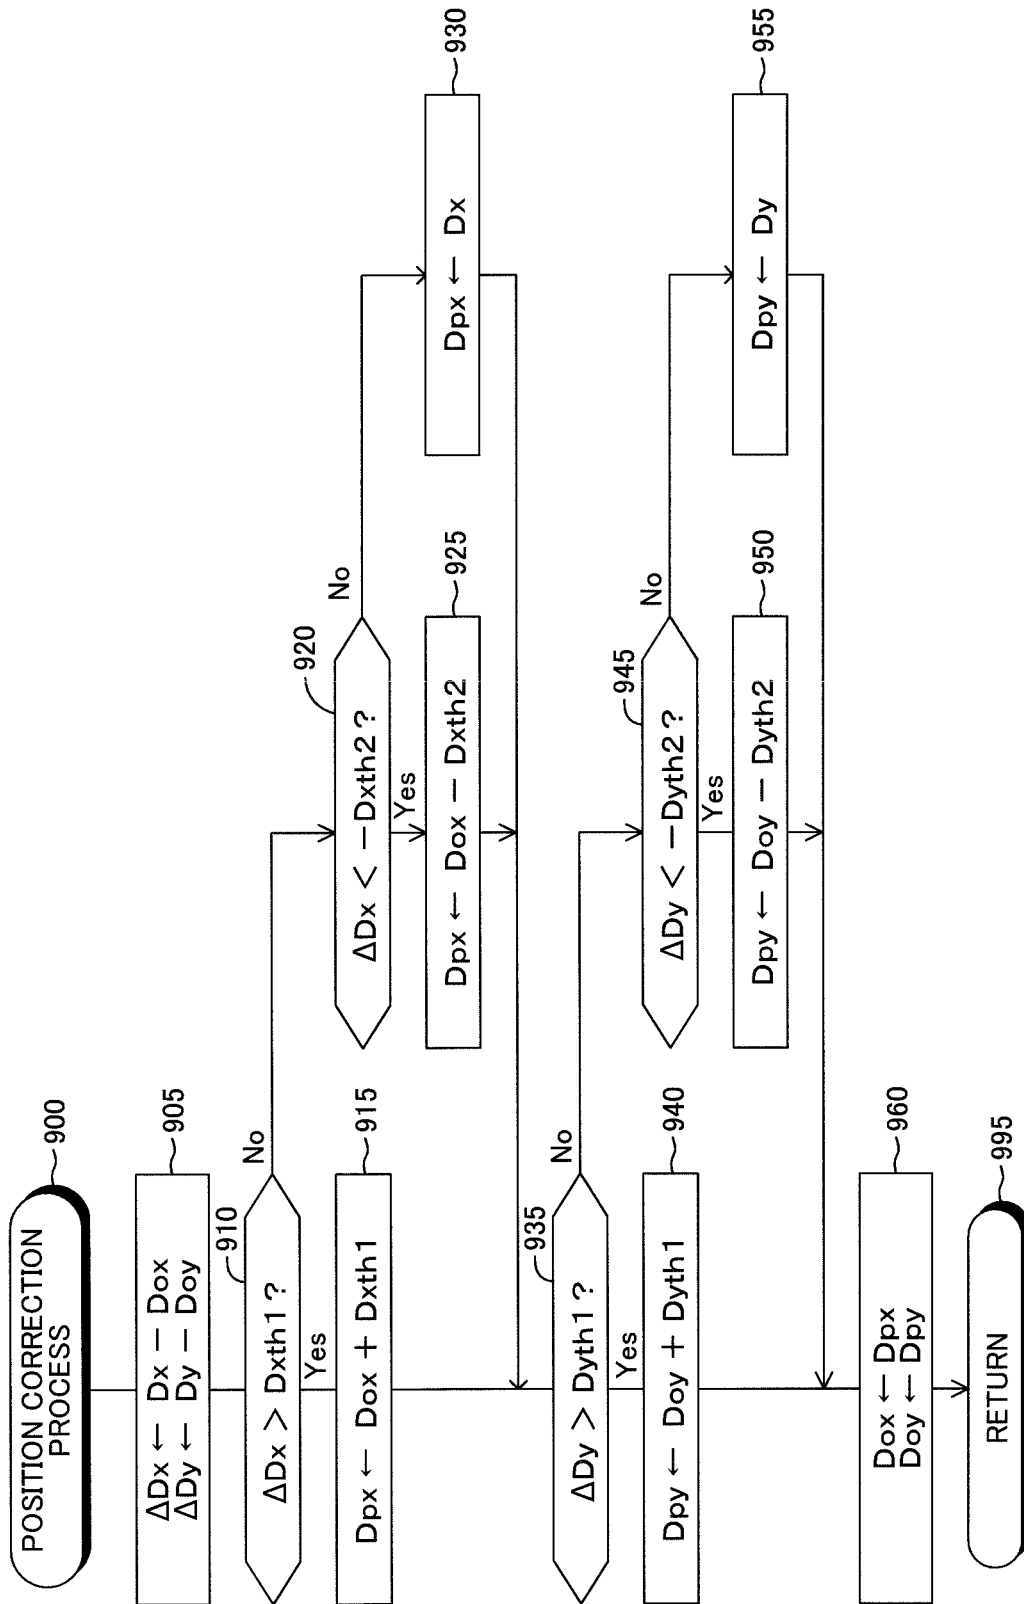 POSITION CORRECTION
PROCESS
900
ΔDx ← Dx − Dox
ΔDy ← Dy − Doy
905
ΔDx > Dxth1?
910
No
Yes
Dpx ← Dox + Dxth1
915
ΔDx < −Dxth2?
920
No
Yes
Dpx ← Dox − Dxth2
925
Dpx ← Dx
930
ΔDy > Dyth1?
935
No
Yes
Dpy ← Doy + Dyth1
940
ΔDy < −Dyth2?
945
No
Yes
Dpy ← Doy − Dyth2
950
Dpy ← Dy
955
Dox ← Dpx
Doy ← Dpy
960
RETURN
995